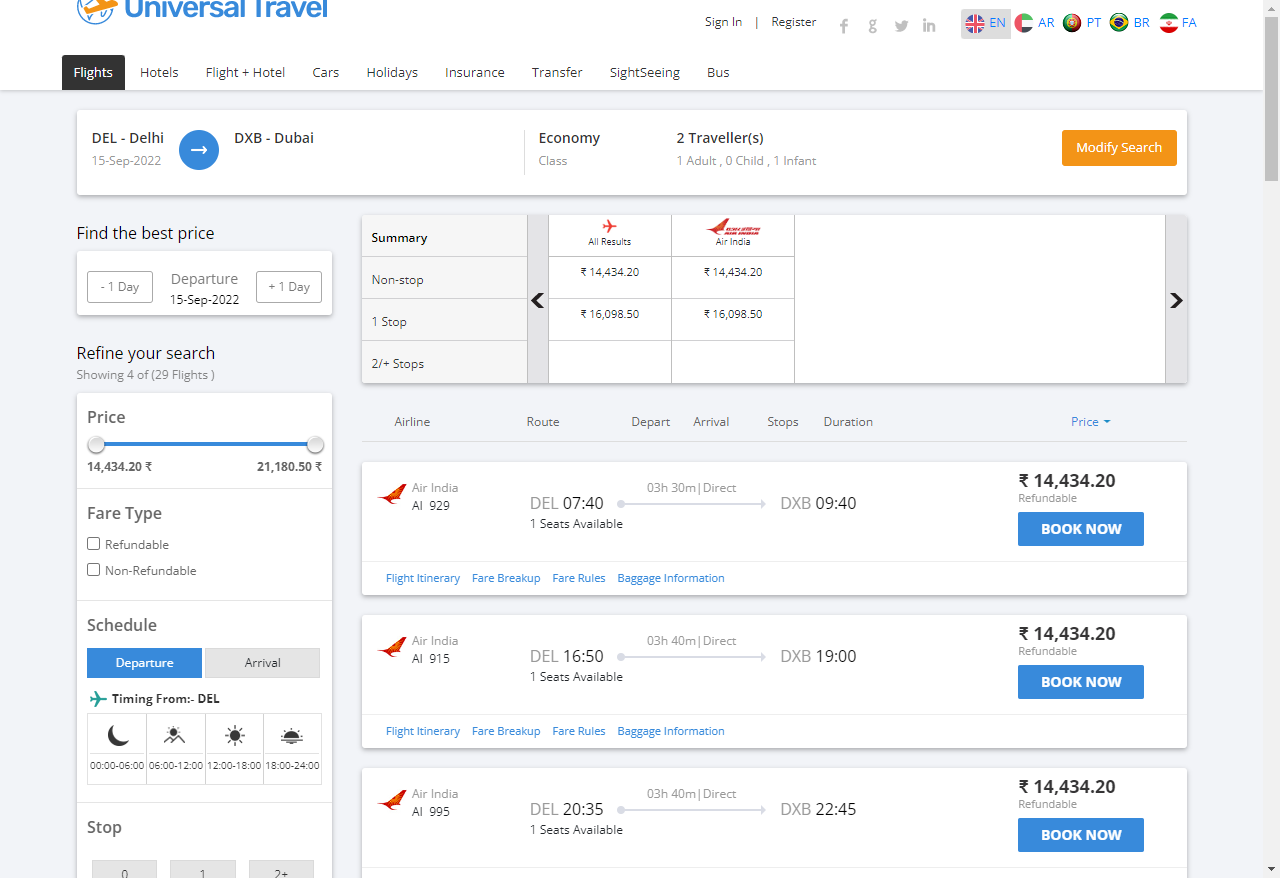 Universal Travel
Sign In | Register
EN AR PT BR FA
Flights Hotels Flight + Hotel Cars Holidays Insurance Transfer SightSeeing Bus
DEL - Delhi DXB - Dubai Economy 2 Traveller(s) Modify Search
15-Sep-2022 Class 1 Adult , 0 Child , 1 Infant
Find the best price
- 1 Day Departure + 1 Day
15-Sep-2022
Summary All Results Air India
Non-stop ₹ 14,434.20 ₹ 14,434.20
1 Stop ₹ 16,098.50 ₹ 16,098.50
2/+ Stops
Refine your search
Showing 4 of (29 Flights )
Price
14,434.20 ₹ 21,180.50 ₹
Fare Type
Refundable
Non-Refundable
Schedule
Departure Arrival
Timing From:- DEL
00:00-06:00 06:00-12:00 12:00-18:00 18:00-24:00
Stop
0 1 2+
Airline Route Depart Arrival Stops Duration Price
Air India 03h 30m|Direct ₹ 14,434.20
AI 929 DEL 07:40 DXB 09:40 Refundable
1 Seats Available BOOK NOW
Flight Itinerary Fare Breakup Fare Rules Baggage Information
Air India 03h 40m|Direct ₹ 14,434.20
AI 915 DEL 16:50 DXB 19:00 Refundable
1 Seats Available BOOK NOW
Flight Itinerary Fare Breakup Fare Rules Baggage Information
Air India 03h 40m|Direct ₹ 14,434.20
AI 995 DEL 20:35 DXB 22:45 Refundable
1 Seats Available BOOK NOW